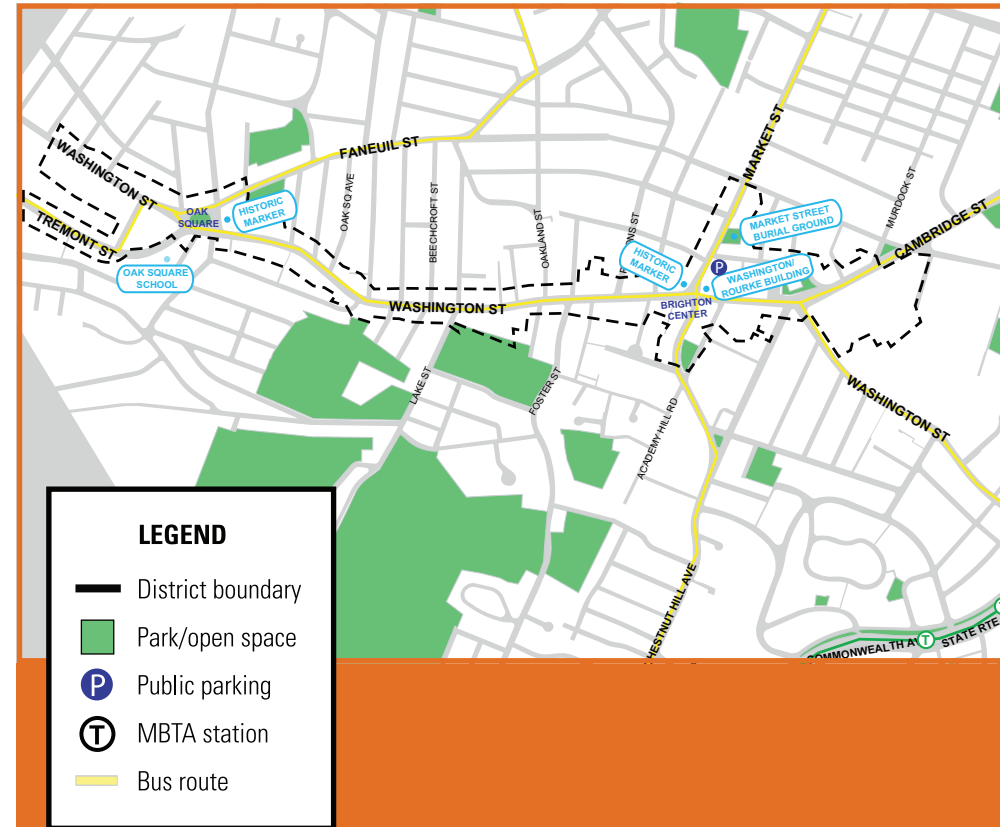 WASHINGTON ST
TREMONT ST
OAK
SQUARE
HISTORIC
MARKER
OAK SQUARE
SCHOOL
FANEUIL ST
OAK SQ AVE
BEECHCROFT ST
OAKLAND ST
WASHINGTON ST
LAKE ST
FOSTER ST
HISTORIC
MARKER
MARKET ST
MARKET STREET
BURIAL GROUND
P
WASHINGTON/
ROURKE BUILDING
BRIGHTON
CENTER
MURDOCK ST
CAMBRIDGE ST
WASHINGTON ST
ACADEMY HILL RD
HESTNUT HILL AVE
OMMONWEALTH A
T
STATE RTE
LEGEND
District boundary
Park/open space
P Public parking
T MBTA station
Bus route